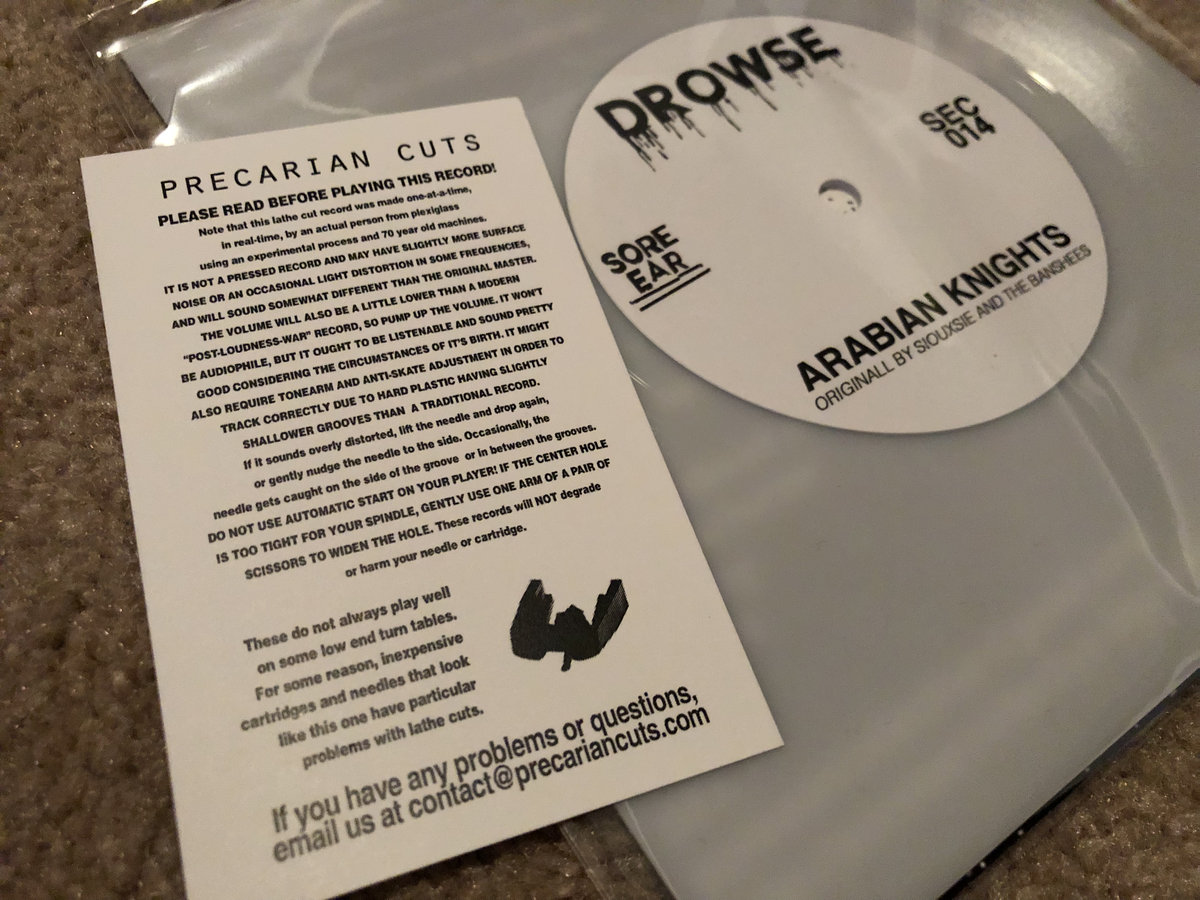 PRECARIAN CUTS
PLEASE READ BEFORE PLAYING THIS RECORD!
Note that this lathe cut record was made one-at-a-time,
in real-time, by an actual person from plexiglass
using an experimental process and 70 year old machines.
IT IS NOT A PRESSED RECORD AND MAY HAVE SLIGHTLY MORE SURFACE
NOISE OR AN OCCASIONAL LIGHT DISTORTION IN SOME FREQUENCIES,
AND WILL SOUND SOMEWHAT DIFFERENT THAN THE ORIGINAL MASTER.
THE VOLUME WILL ALSO BE A LITTLE LOWER THAN A MODERN
"POST-LOUDNESS-WAR" RECORD, SO PUMP UP THE VOLUME. IT WON'T
BE AUDIOPHILE, BUT IT OUGHT TO BE LISTENABLE AND SOUND PRETTY
GOOD CONSIDERING THE CIRCUMSTANCES OF IT'S BIRTH. IT MIGHT
ALSO REQUIRE TONEARM AND ANTI-SKATE ADJUSTMENT IN ORDER TO
TRACK CORRECTLY DUE TO HARD PLASTIC HAVING SLIGHTLY
SHALLOWER GROOVES THAN A TRADITIONAL RECORD.
If it sounds overly distorted, lift the needle and drop again,
or gently nudge the needle to the side. Occasionally, the
needle gets caught on the side of the groove or in between the grooves.
DO NOT USE AUTOMATIC START ON YOUR PLAYER! IF THE CENTER HOLE
IS TOO TIGHT FOR YOUR SPINDLE, GENTLY USE ONE ARM OF A PAIR OF
SCISSORS TO WIDEN THE HOLE. These records will NOT degrade
or harm your needle or cartridge.
These do not always play well
on some low end turn tables.
For some reason, inexpensive
cartridges and needles that look
like this one have particular
problems with lathe cuts.
If you have any problems or questions,
email us at contact@precariancuts.com
DROWSE
SEC
014
SORE
EAR
ARABIAN KNIGHTS
ORIGINALL BY SIOUXSIE AND THE BANSHEES